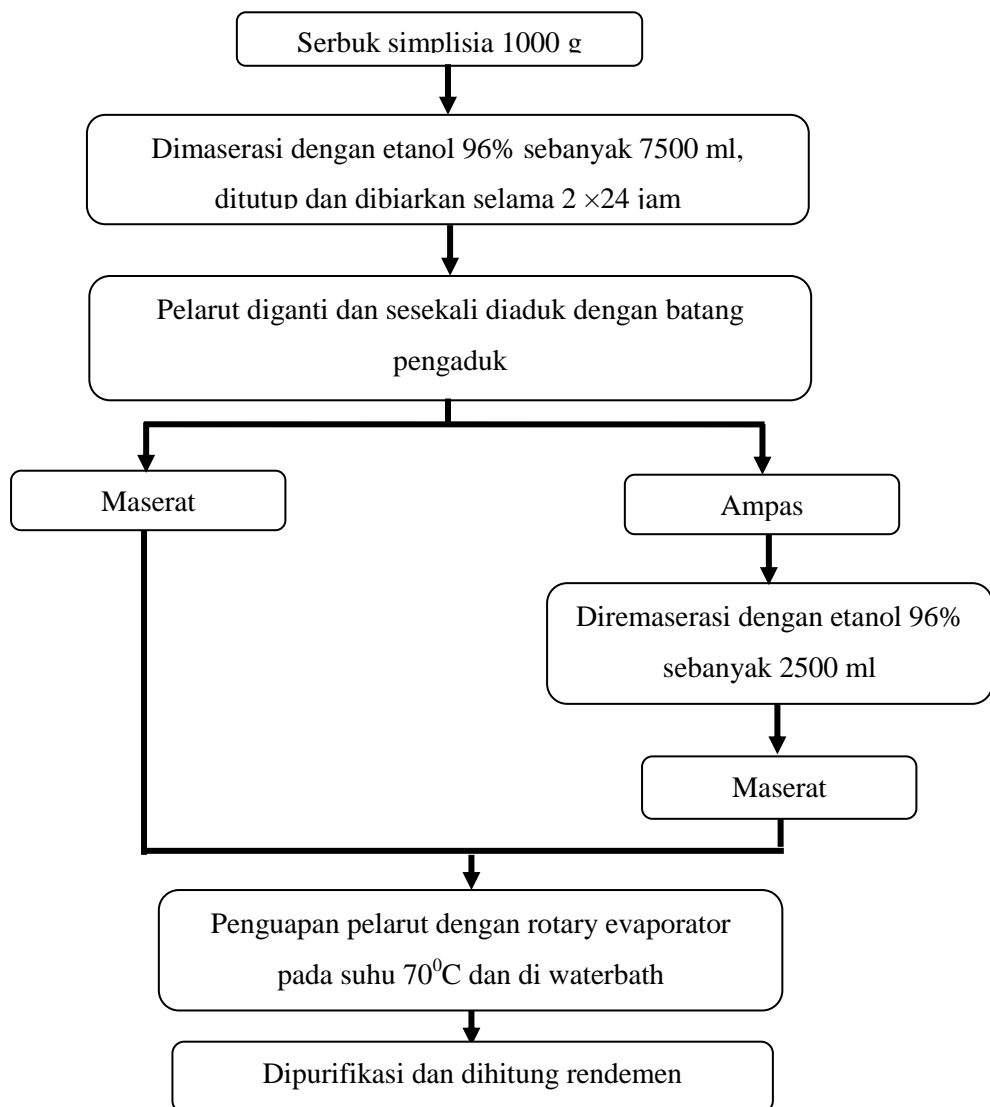 Serbuk simplisia 1000 g
Dimaserasi dengan etanol 96% sebanyak 7500 ml,
ditutup dan dibiarkan selama 2 ×24 jam
Pelarut diganti dan sesekali diaduk dengan batang
pengaduk
Maserat
Ampas
Diremaserasi dengan etanol 96%
sebanyak 2500 ml
Maserat
Penguapan pelarut dengan rotary evaporator
pada suhu 70⁰C dan di waterbath
Dipurifikasi dan dihitung rendemen